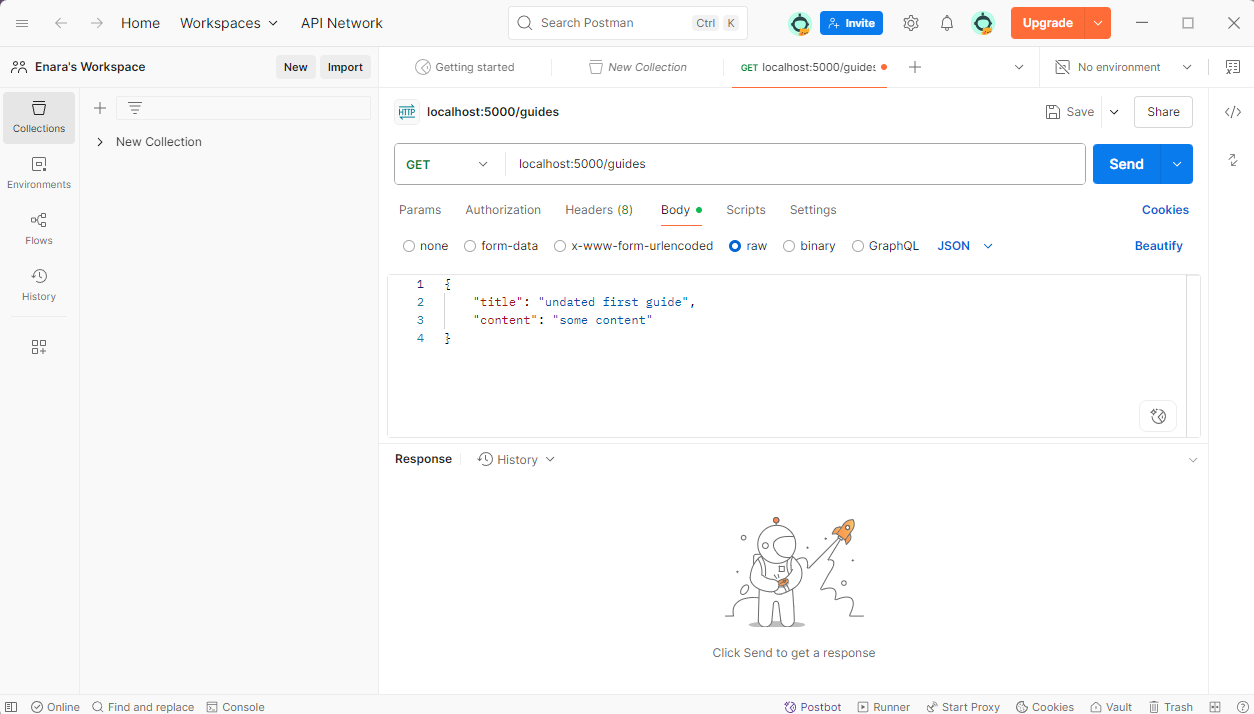 Home Workspaces API Network Search Postman Ctrl K Invite Upgrade
Enara's Workspace New Import Getting started New Collection GET localhost:5000/guides No environment
Collections
New Collection
Environments
Flows
History
HTTP localhost:5000/guides Save Share
GET localhost:5000/guides Send
Params Authorization Headers (8) Body Scripts Settings Cookies
none form-data x-www-form-urlencoded raw binary GraphQL JSON Beautify
1 {
2 "title": "undated first guide",
3 "content": "some content"
4 }
Response History
Click Send to get a response
Online Find and replace Console Postbot Runner Start Proxy Cookies Vault Trash